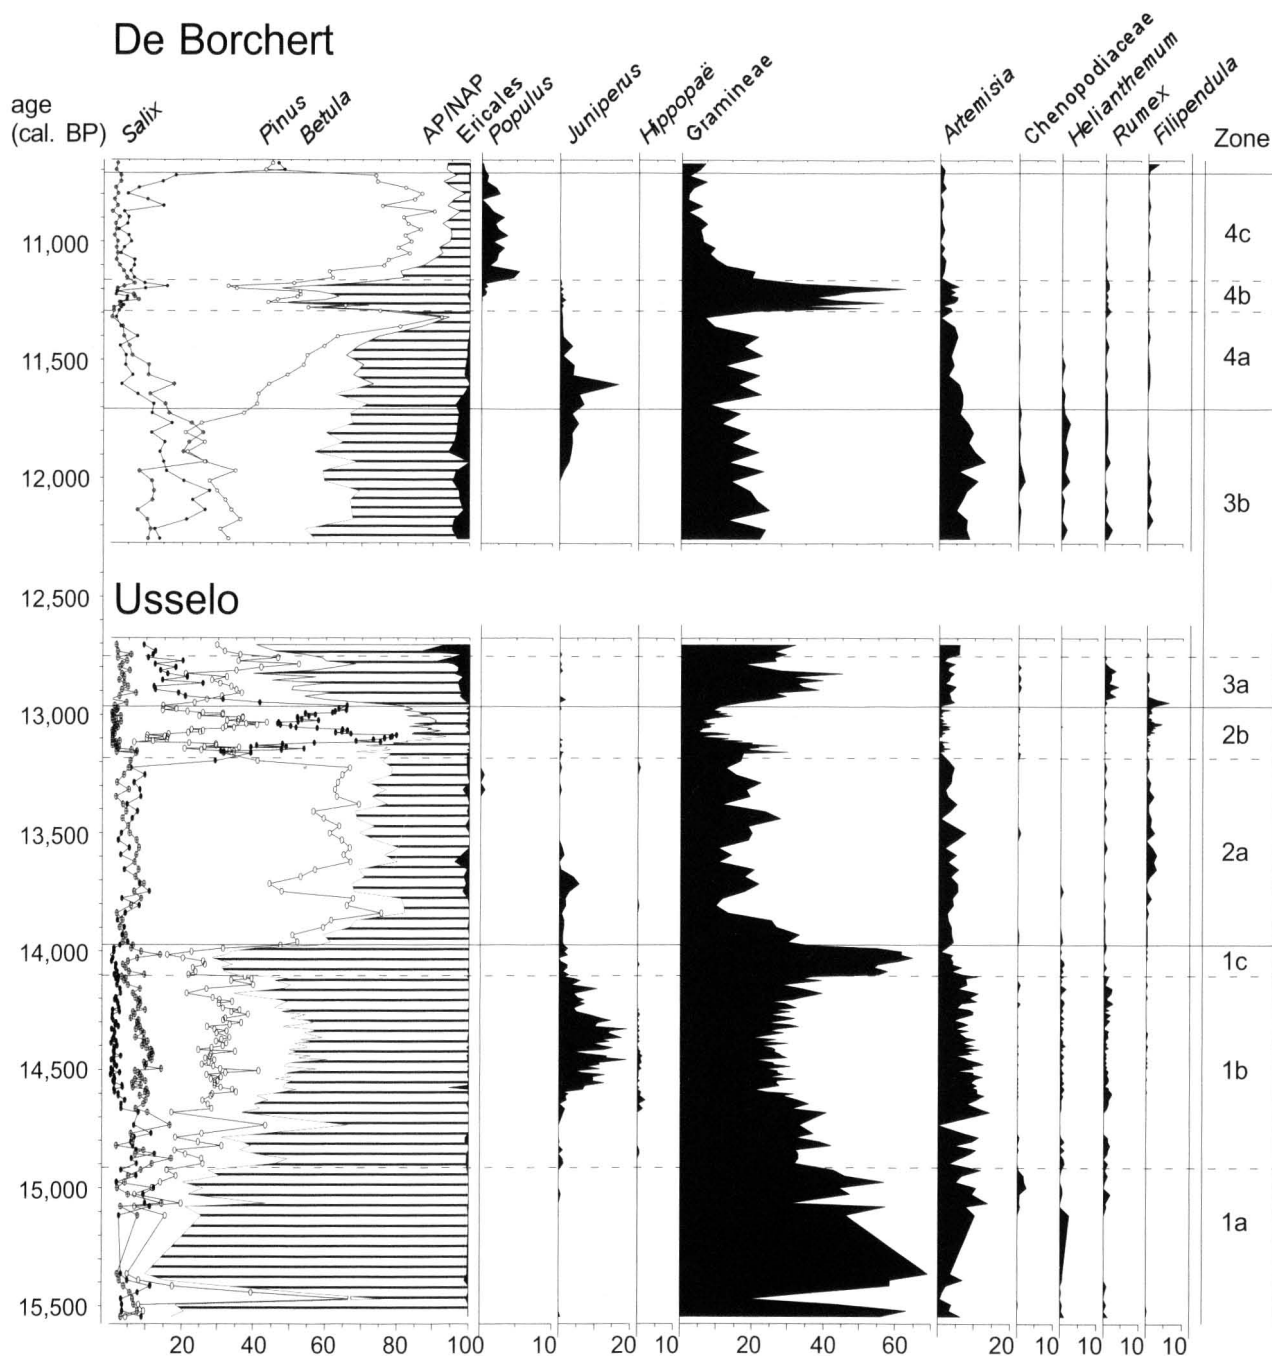 De Borchert
age
(cal. BP)
Salix
Pinus
Betula
AP/NAP
Ericales
Populus
Juniperus
Hippopaë
Gramineae
Artemisia
Chenopodiaceae
Helianthemum
Rumex
Filipendula
Zone
11,000
4c
4b
11,500
4a
12,000
3b
12,500
Usselo
3a
13,000
2b
13,500
2a
14,000
1c
14,500
1b
15,000
1a
15,500
20 40 60 80 100 10 10 20 10 20 40 60 20 10 10 10 10